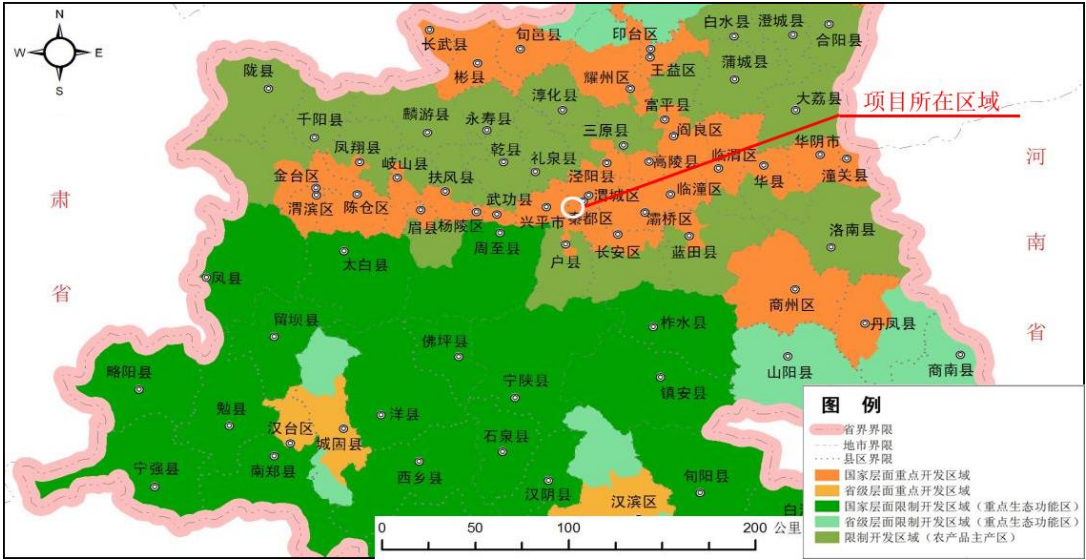 N
W E
S
长武县
旬邑县
印台区
白水县
澄城县
合阳县
彬县
王益区
陇县
耀州区
蒲城县
淳化县
富平县
大荔县
项目所在区域
麟游县
永寿县
千阳县
三原县
阎良区
凤翔县
乾县
礼泉县
高陵县
临渭区
华阴市
岐山县
泾阳县
金台区
扶风县
华县
潼关县
渭城区
临潼区
渭滨区
陈仓区
武功县
秦都区
眉县
杨陵区
兴平市
灞桥区
周至县
户县
长安区
蓝田县
洛南县
河
南
省
肃
省
太白县
凤县
商州区
留坝县
柞水县
丹凤县
佛坪县
山阳县
商南县
略阳县
宁陕县
镇安县
勉县
汉台区
城固县
洋县
石泉县
宁强县
南郑县
西乡县
汉阴县
汉滨区
旬阳县
图 例
省界界限
地市界限
县区界限
国家层面重点开发区域
省级层面重点开发区域
国家层面限制开发区域（重点生态功能区）
省级层面限制开发区域（重点生态功能区）
限制开发区域（农产品主产区）
0 50 100 200 公里